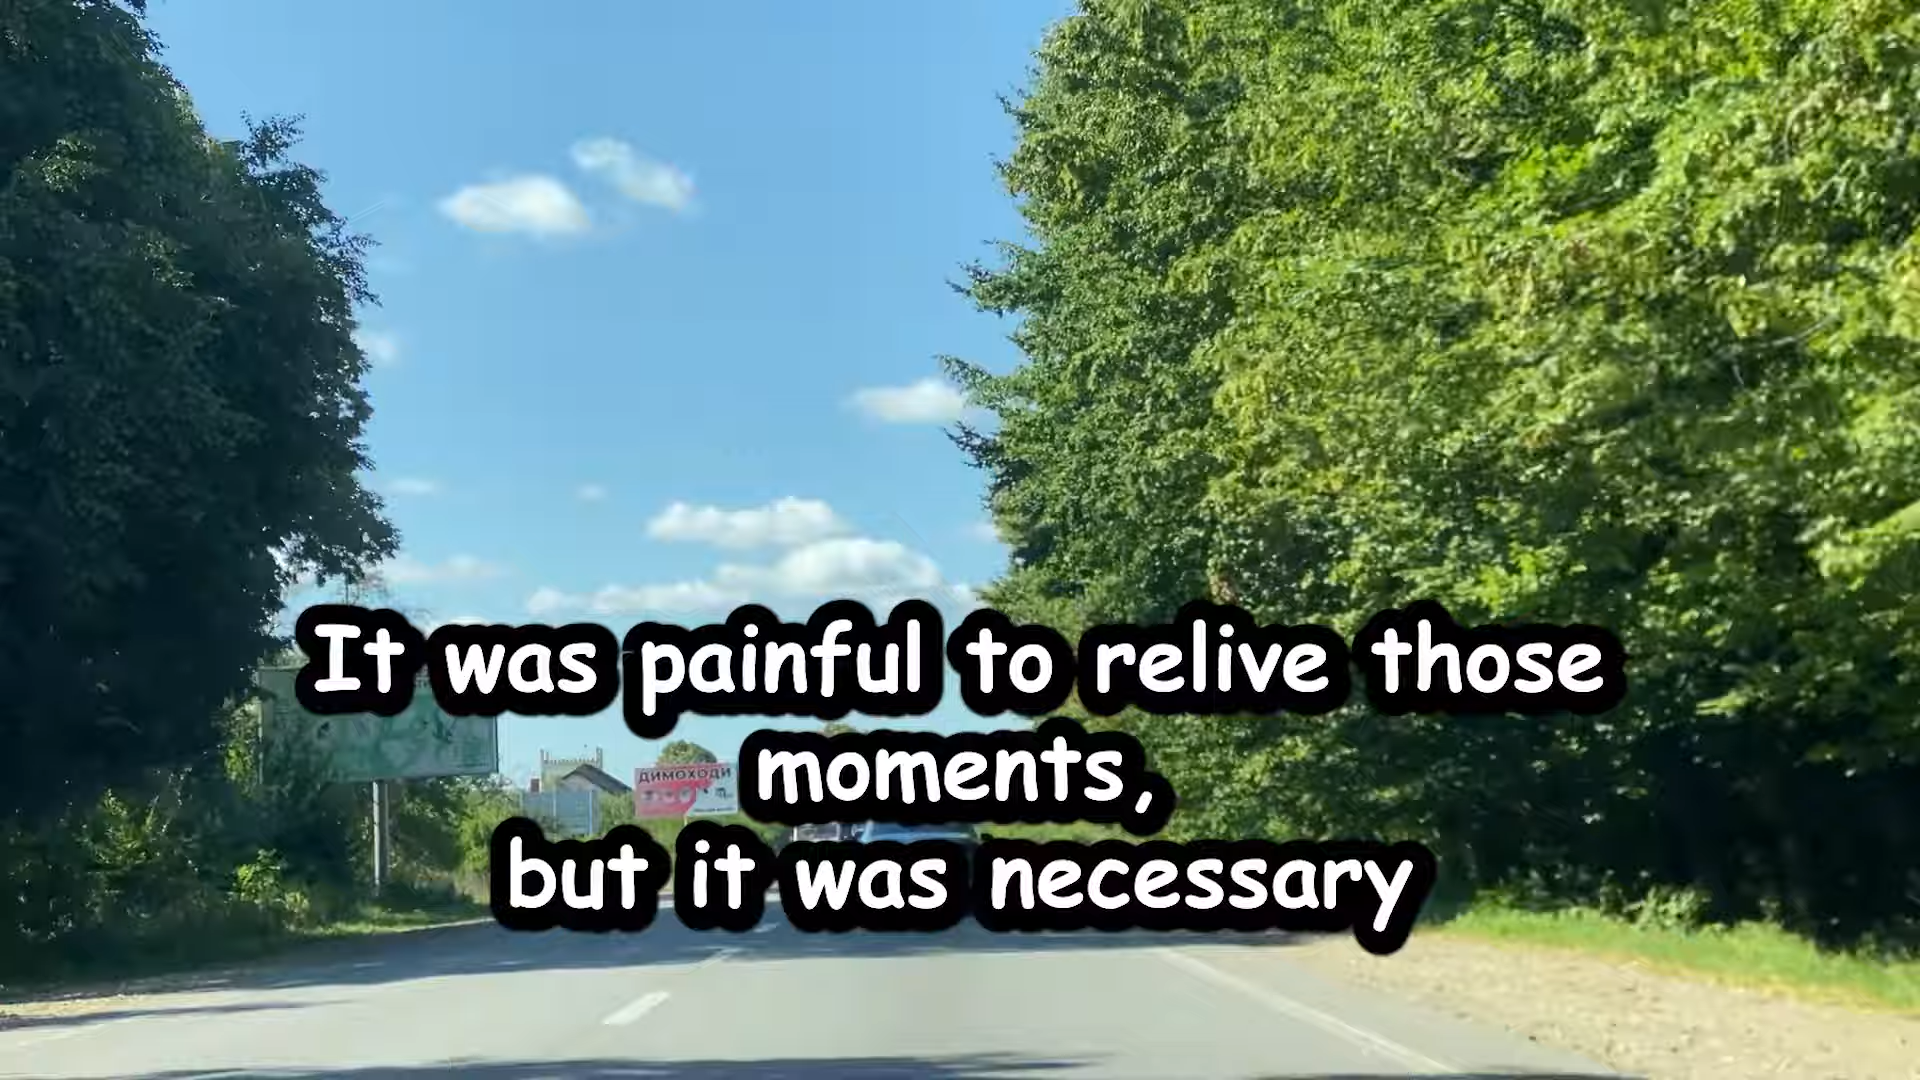 It was painful to relive those
moments,
but it was necessary
ДИМОХОДИ